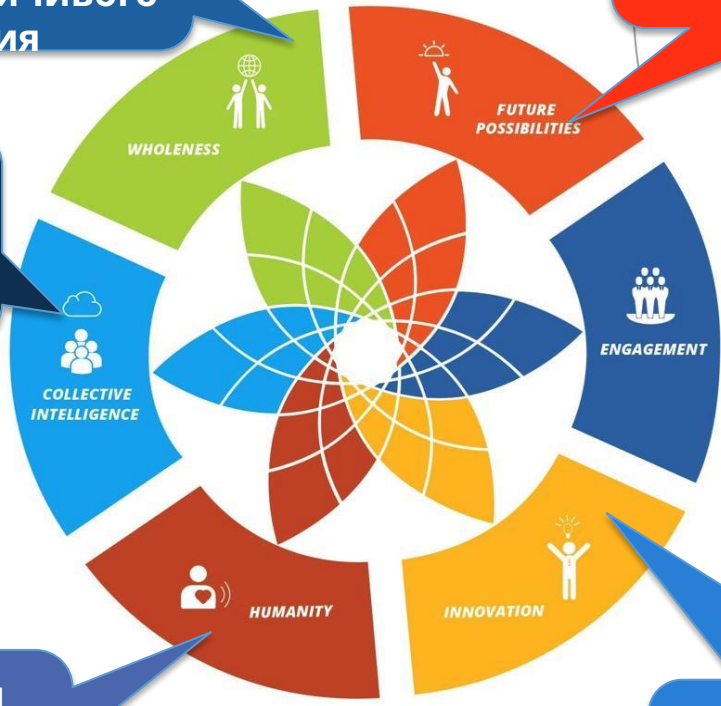 ия
WHOLENESS
FUTURE
POSSIBILITIES
ENGAGEMENT
COLLECTIVE
INTELLIGENCE
HUMANITY
INNOVATION